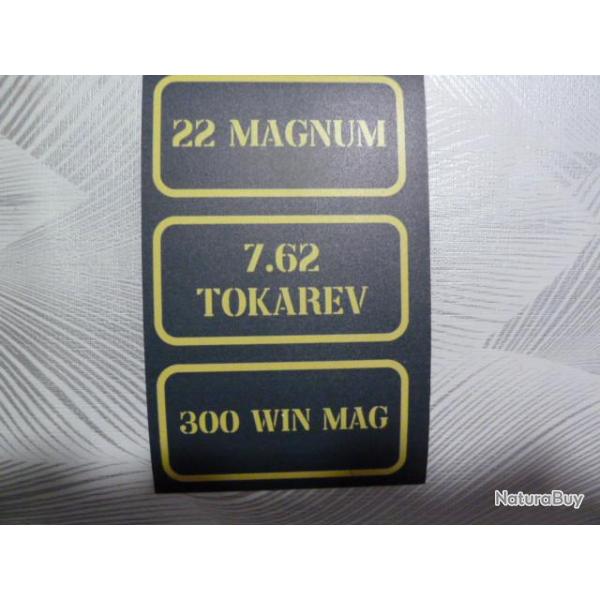 22 MAGNUM
7.62
TOKAREV
300 WIN MAG
NaturaBuy